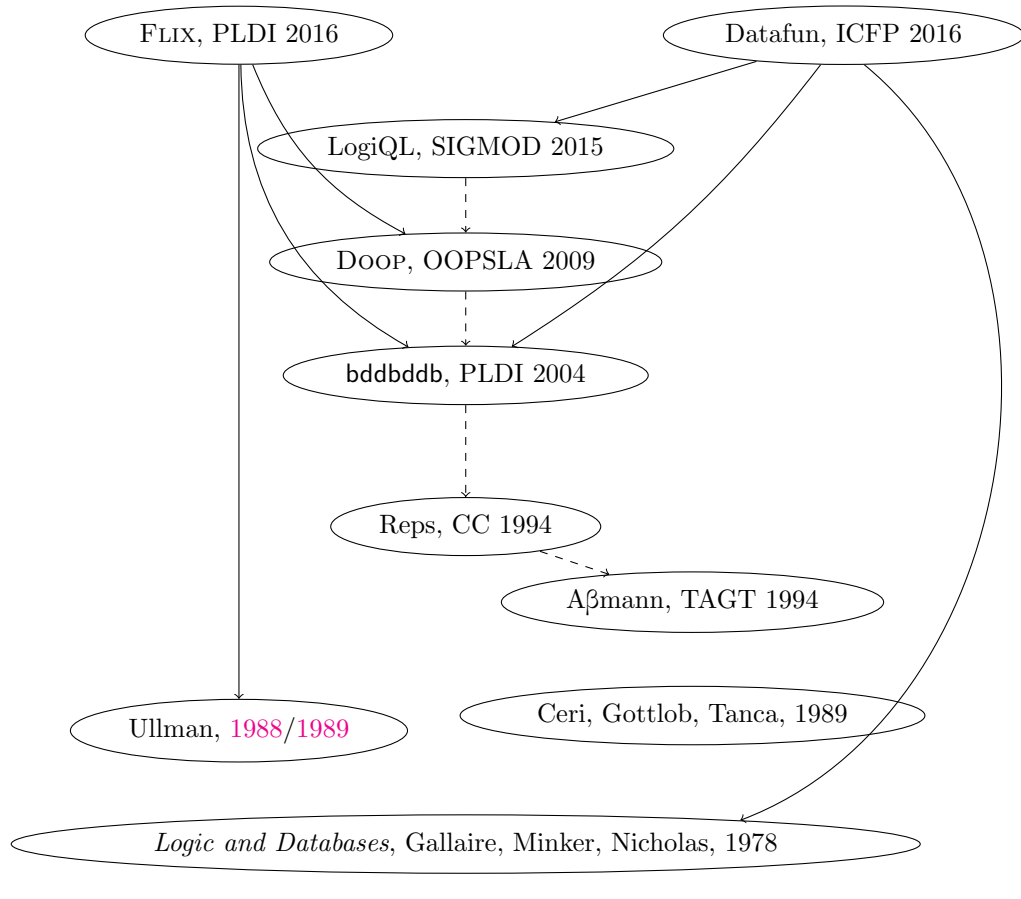 Flix, PLDI 2016
Datafun, ICFP 2016
LogiQL, SIGMOD 2015
Doop, OOPSLA 2009
bddbddb, PLDI 2004
Reps, CC 1994
Aβmann, TAGT 1994
Ceri, Gottlob, Tanca, 1989
Ullman, 1988/1989
Logic and Databases, Gallaire, Minker, Nicholas, 1978